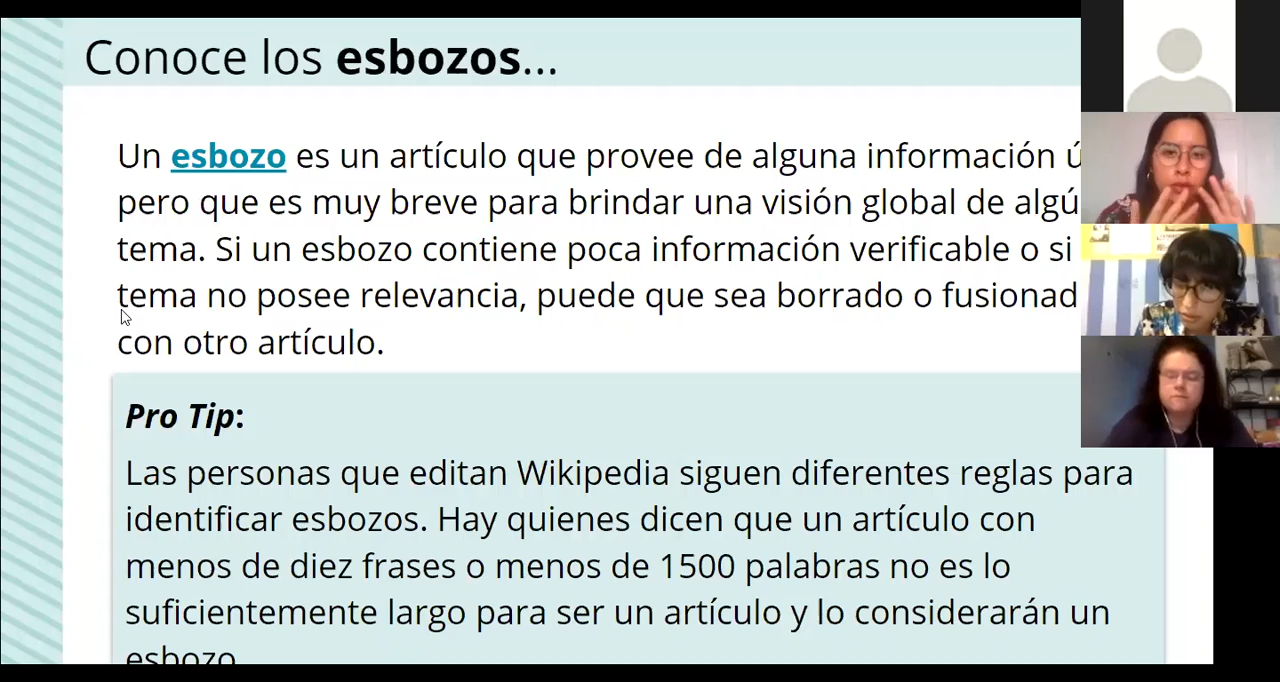 Conoce los esbozos...
Un esbozo es un artículo que provee de alguna información
pero que es muy breve para brindar una visión global de
tema. Si un esbozo contiene poca información verificable o si
tema no posee relevancia, puede que sea borrado o
con otro artículo.
Pro Tip:
Las personas que editan Wikipedia siguen diferentes reglas para
identificar esbozos. Hay quienes dicen que un artículo con
menos de diez frases o menos de 1500 palabras no es lo
suficientemente largo para ser un artículo y lo considerarán un
esbozo